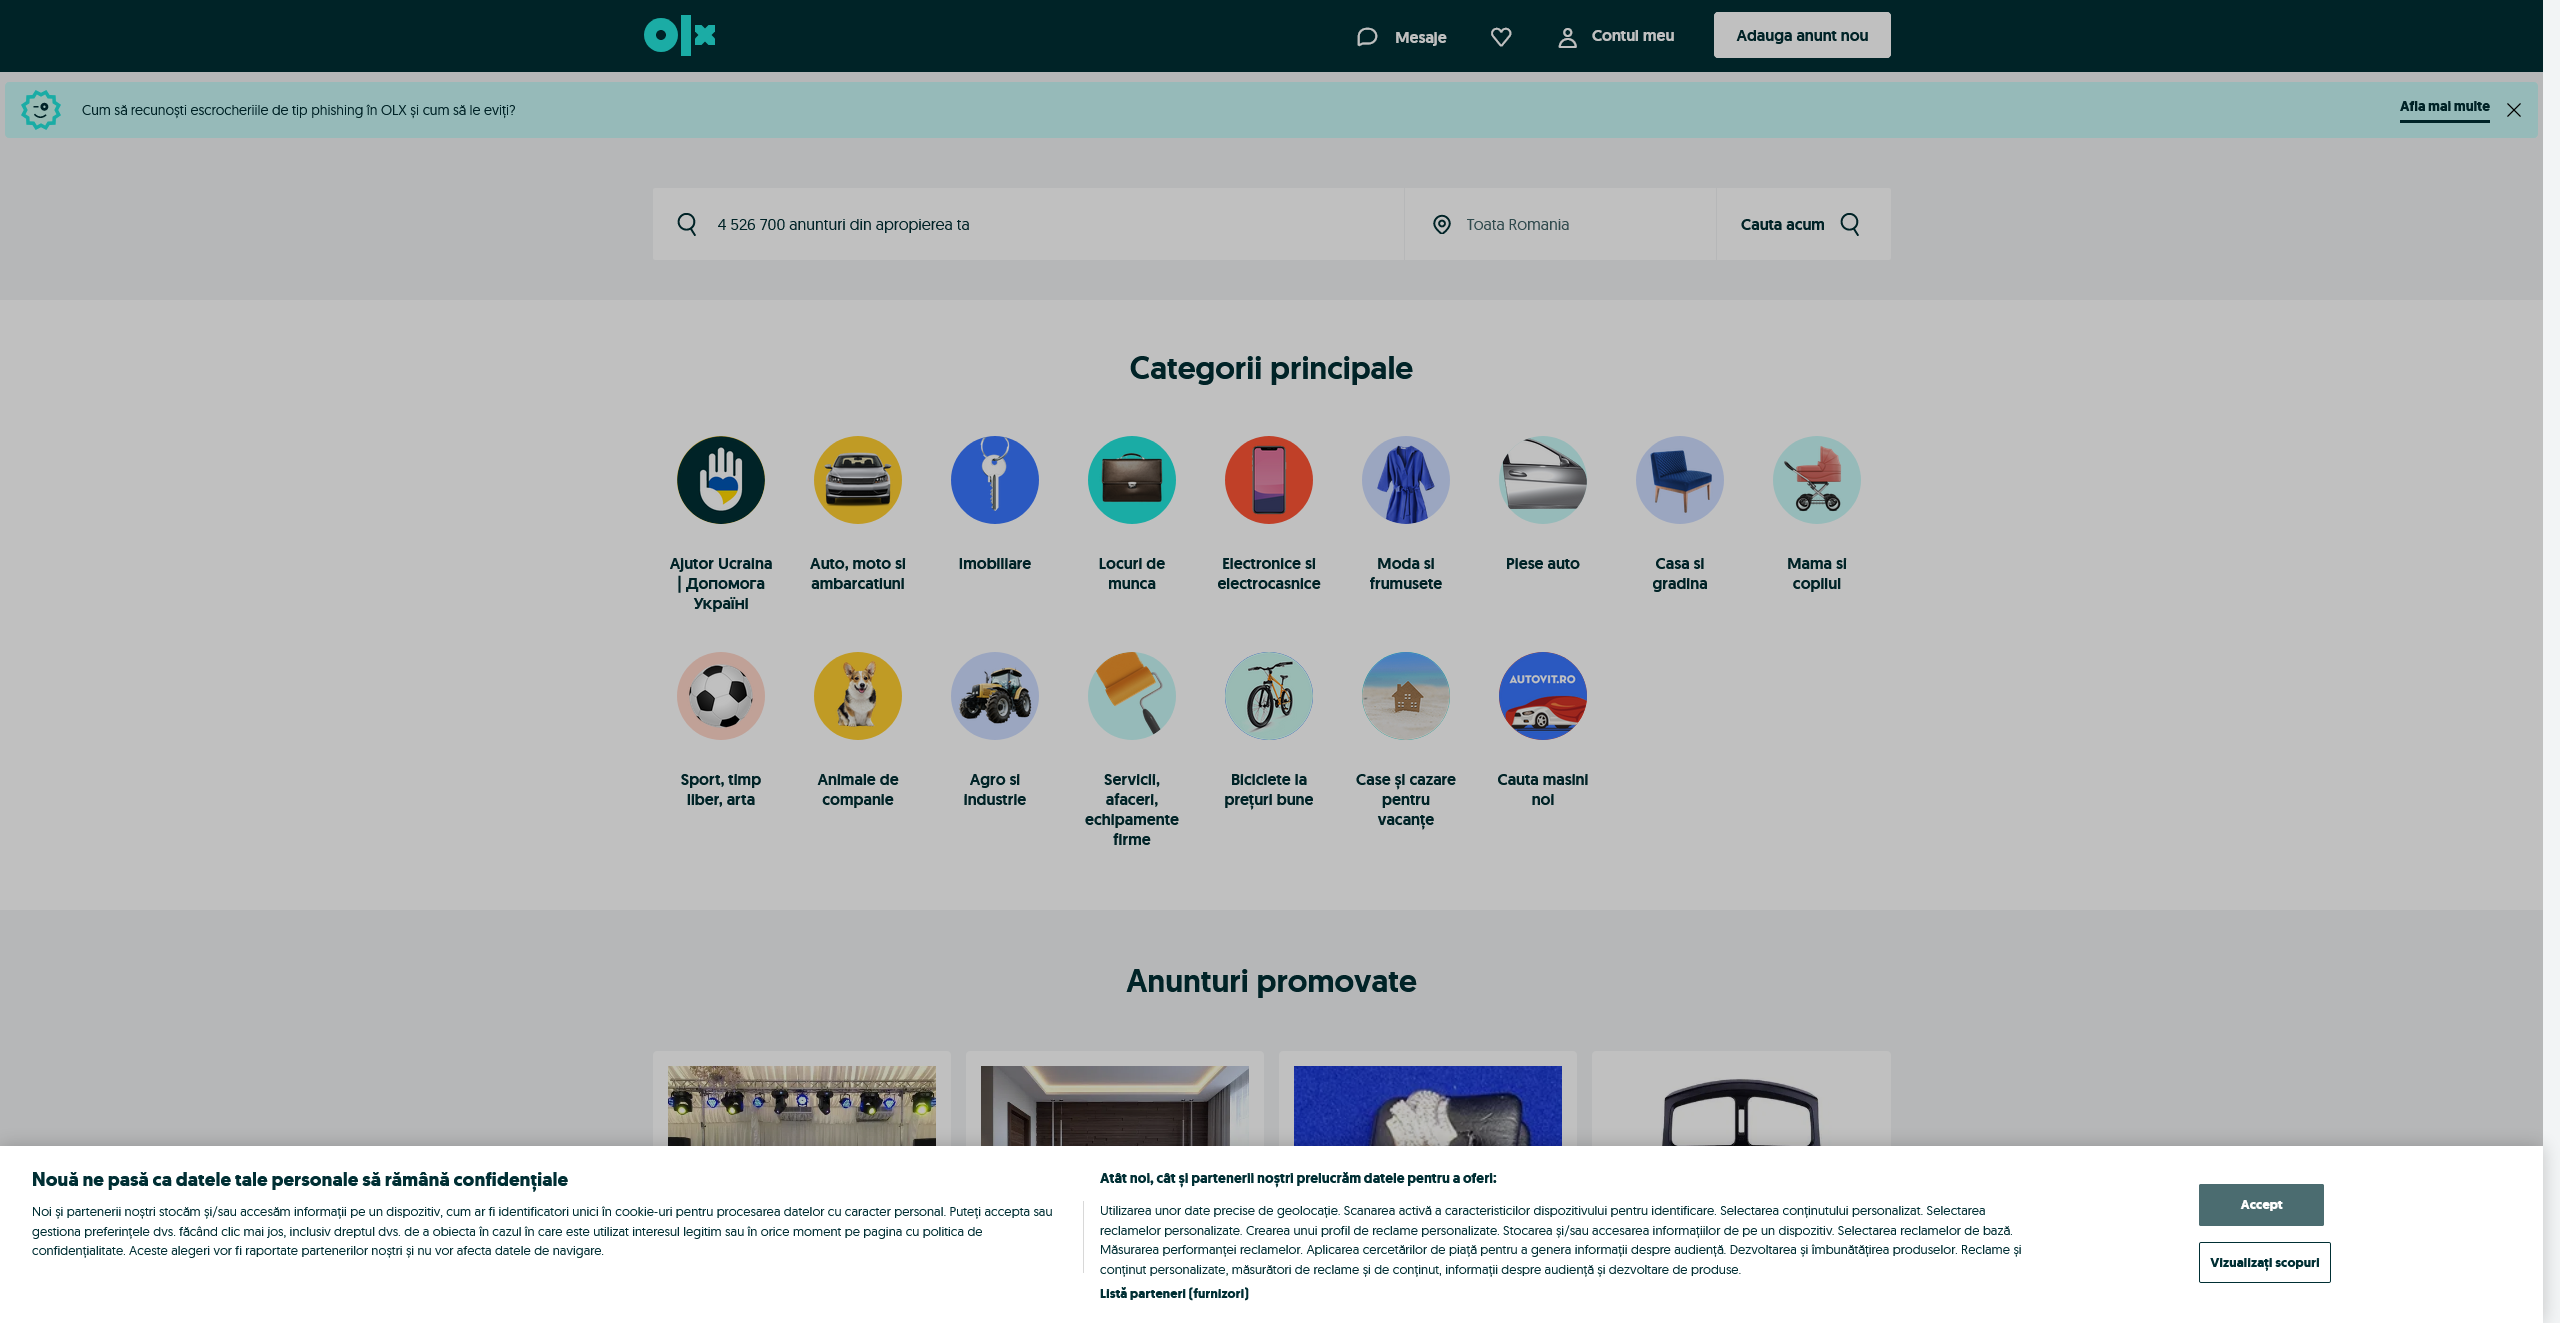 olx
Mesaje
Contul meu
Adauga anunt nou
Cum să recunoști escrocheriile de tip phishing în OLX și cum să le eviți?
Afla mai multe
4 526 700 anunturi din apropierea ta
Toata Romania
Cauta acum
Categorii principale
Ajutor Ucraina
| Допомога
Україні
Auto, moto si
ambarcatiuni
Imobiliare
Locuri de
munca
Electronice si
electrocasnice
Moda si
frumusete
Piese auto
Casa si
gradina
Mama si
copilul
AUTOVIT.RO
Sport, timp
liber, arta
Animale de
companie
Agro si
industrie
Servicii,
afaceri,
echipamente
firme
Biciclete la
prețuri bune
Case și cazare
pentru
vacanțe
Cauta masini
noi
Anunturi promovate
Nouă ne pasă ca datele tale personale să rămână confidențiale
Noi și partenerii noștri stocăm și/sau accesăm informații pe un dispozitiv, cum ar fi identificatori unici în cookie-uri pentru procesarea datelor cu caracter personal. Puteți accepta sau
gestiona preferințele dvs. făcând clic mai jos, inclusiv dreptul dvs. de a obiecta în cazul în care este utilizat interesul legitim sau în orice moment pe pagina cu politica de
confidențialitate. Aceste alegeri vor fi raportate partenerilor noștri și nu vor afecta datele de navigare.
Atât noi, cât și partenerii noștri prelucrăm datele pentru a oferi:
Utilizarea unor date precise de geolocație. Scanarea activă a caracteristicilor dispozitivului pentru identificare. Selectarea conținutului personalizat. Selectarea
reclamelor personalizate. Crearea unui profil de reclame personalizate. Stocarea și/sau accesarea informațiilor de pe un dispozitiv. Selectarea reclamelor de bază.
Măsurarea performanței reclamelor. Aplicarea cercetărilor de piață pentru a genera informații despre audiență. Dezvoltarea și îmbunătățirea produselor. Reclame și
conținut personalizate, măsurători de reclame și de conținut, informații despre audiență și dezvoltare de produse.
Listă parteneri (furnizori)
Accept
Vizualizați scopuri